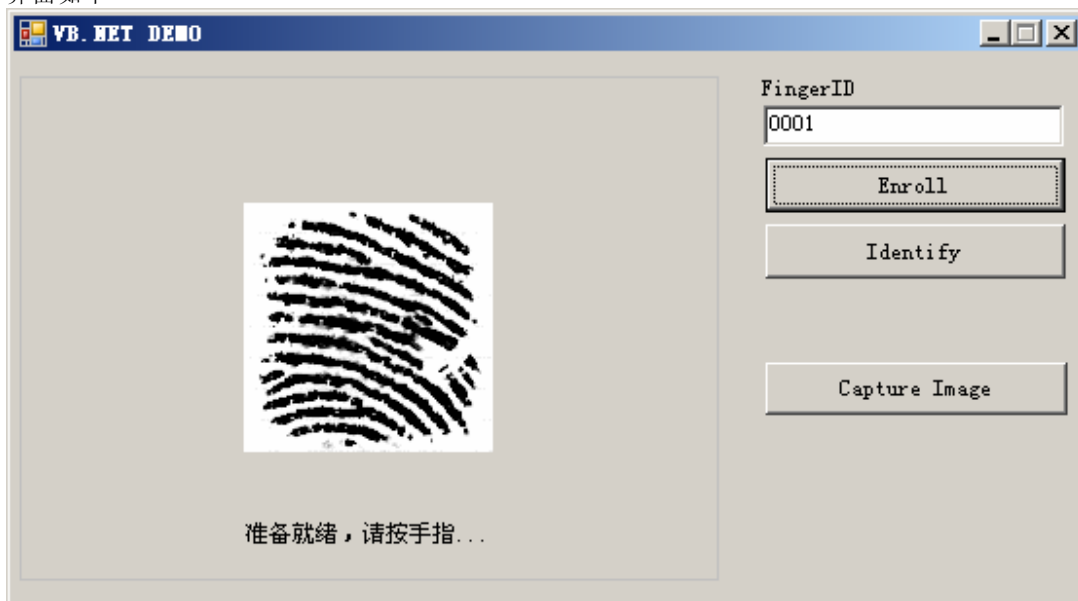 VB.NET DEMO
FingerID
0001
Enroll
Identify
Capture Image
准备就绪，请按手指...